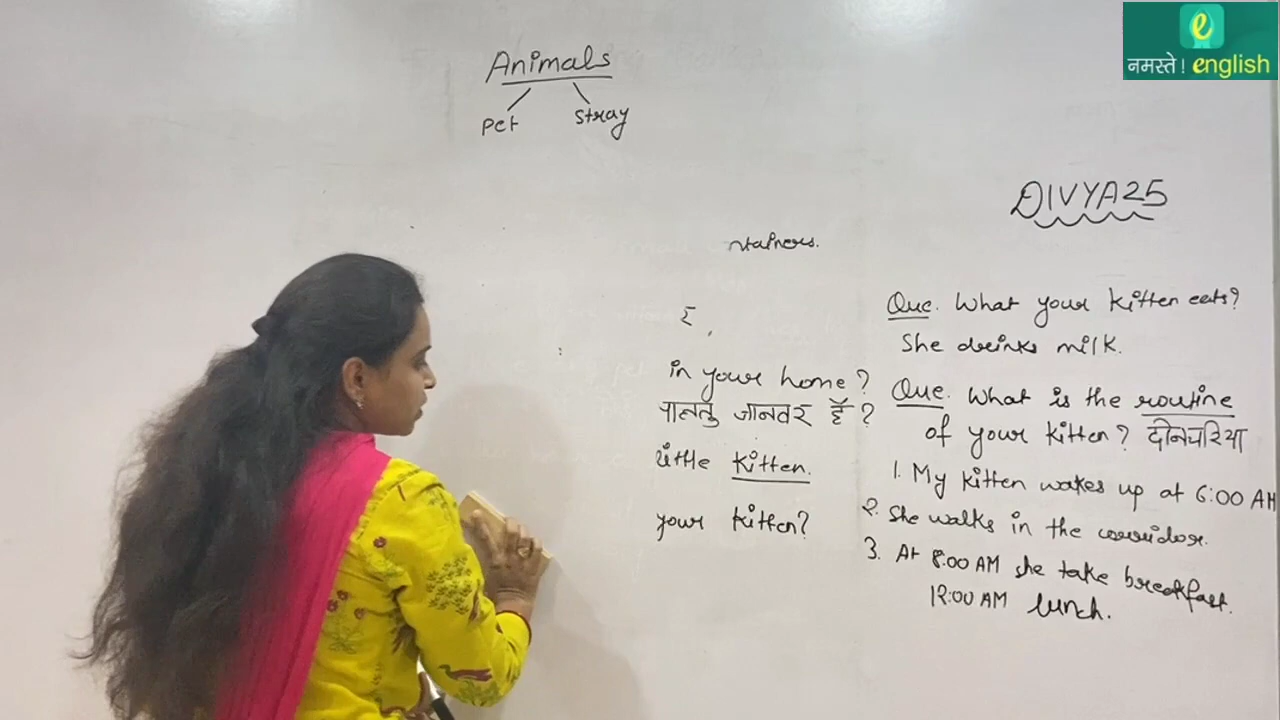 नमस्ते! english
Animals
Pet Stray
DIVYA25
in your home?
पालतु जानवर हैं?
little kitten.
your kitten?
Que. What your kitten eats?
She drinks milk.
Que. What is the routine
of your kitten? दीनचरिया
1. My kitten wakes up at 6:00 AM
2. She walks in the corridor.
3. At 8:00 AM she take breakfast.
12:00 AM lunch.